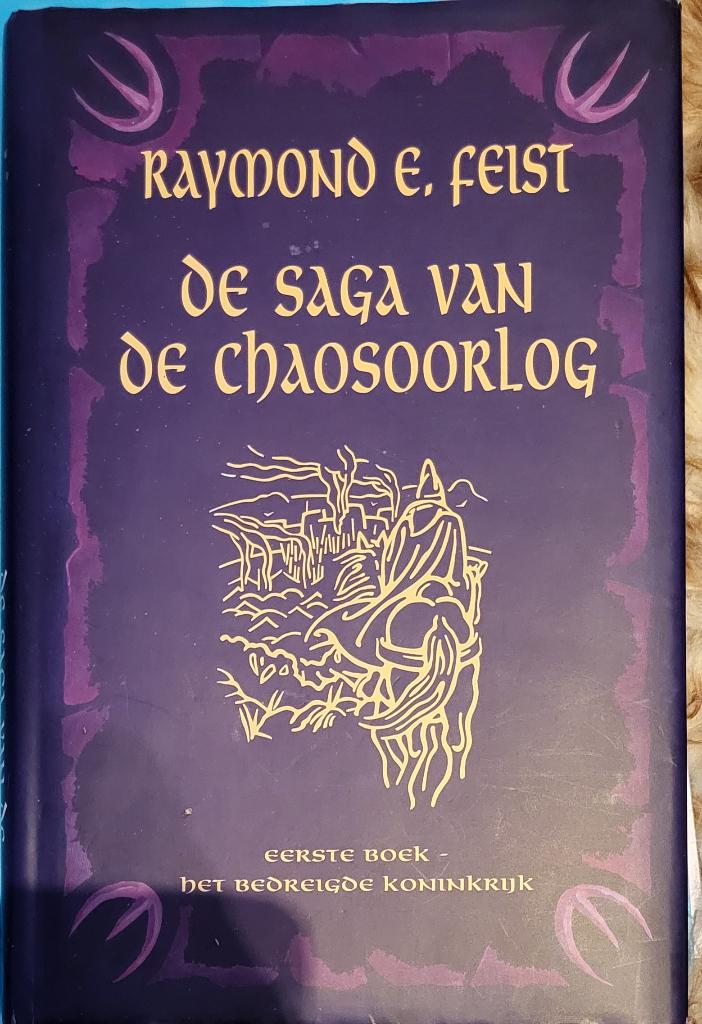 RAYMOND E. FEIST
DE SAGA VAN
DE CHAOSOORLOG
EERSTE BOEK -
HET BEDREIGDE KONINKRIJK